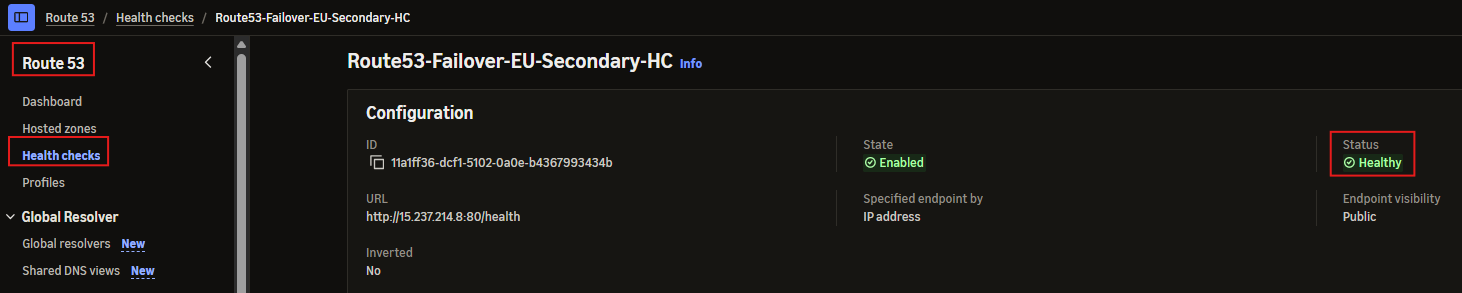 Route 53 / Health checks / Route53-Failover-EU-Secondary-HC
Route 53
Dashboard
Hosted zones
Health checks
Profiles
Global Resolver
Global resolvers New
Shared DNS views New
Route53-Failover-EU-Secondary-HC Info
Configuration
ID
11a1ff36-dcf1-5102-0a0e-b4367993434b
State
Enabled
Status
Healthy
URL
http://15.237.214.8:80/health
Specified endpoint by
IP address
Endpoint visibility
Public
Inverted
No